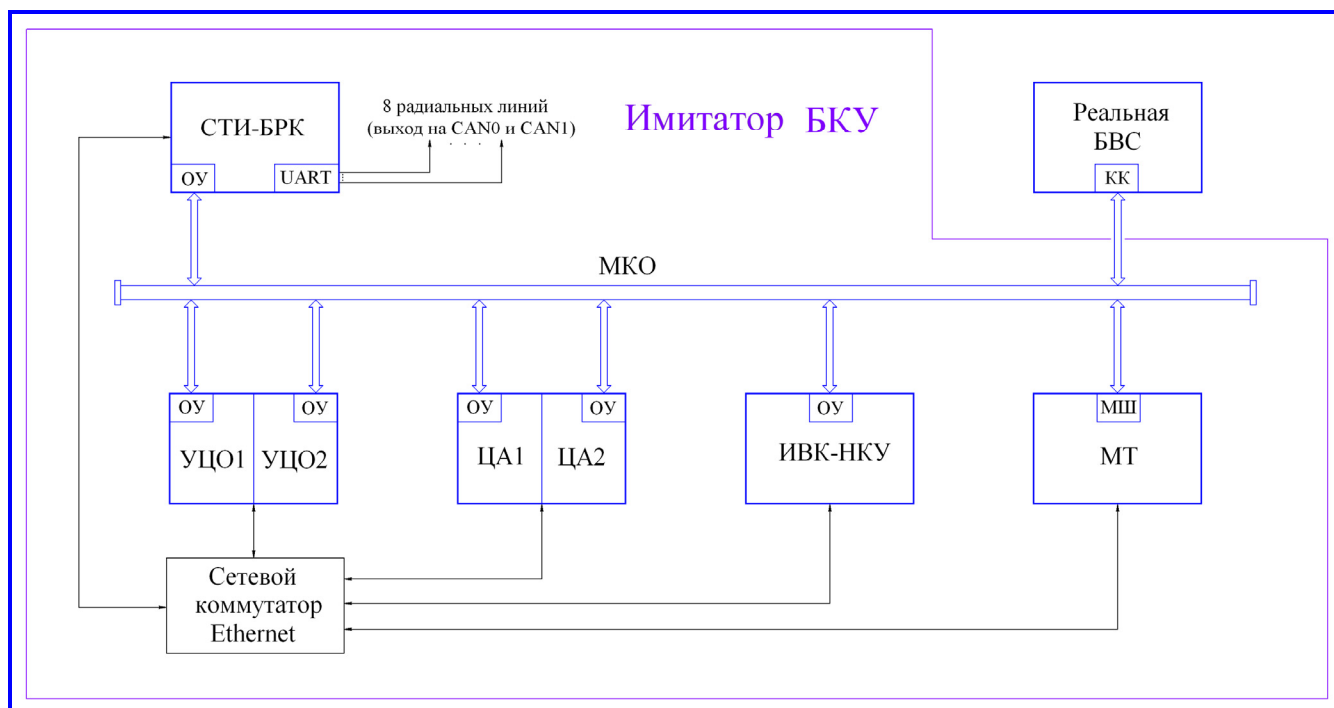 СТИ-БРК
ОУ
UART
8 радиальных линий
(выход на CAN0 и CAN1)
. . .
Имитатор БКУ
Реальная
БВС
КК
МКО
ОУ
ОУ
УЦО1
УЦО2
ОУ
ОУ
ЦА1
ЦА2
ОУ
ИВК-НКУ
МШ
МТ
Сетевой
коммутатор
Ethernet